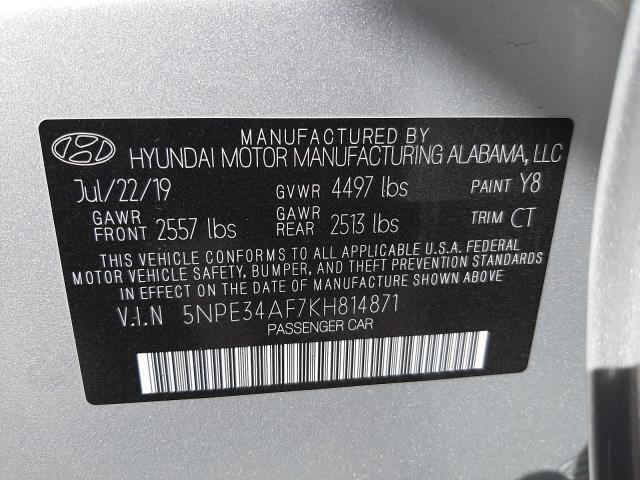 MANUFACTURED BY
HYUNDAI MOTOR MANUFACTURING ALABAMA, LLC
Jul/22/19 GVWR 4497 lbs PAINT Y8
GAWR FRONT 2557 lbs GAWR REAR 2513 lbs TRIM CT
THIS VEHICLE CONFORMS TO ALL APPLICABLE U.S.A. FEDERAL
MOTOR VEHICLE SAFETY, BUMPER, AND THEFT PREVENTION STANDARDS
IN EFFECT ON THE DATE OF MANUFACTURE SHOWN ABOVE
V.I.N 5NPE34AF7KH814871
PASSENGER CAR